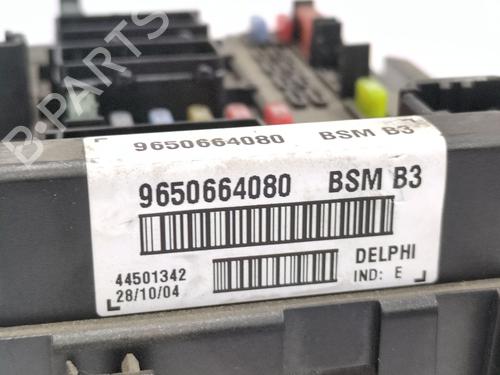 B-PARTS
9650664080 BSM B3
9650664080 BSM B3
44501342 DELPHI
28/10/04 IND: E